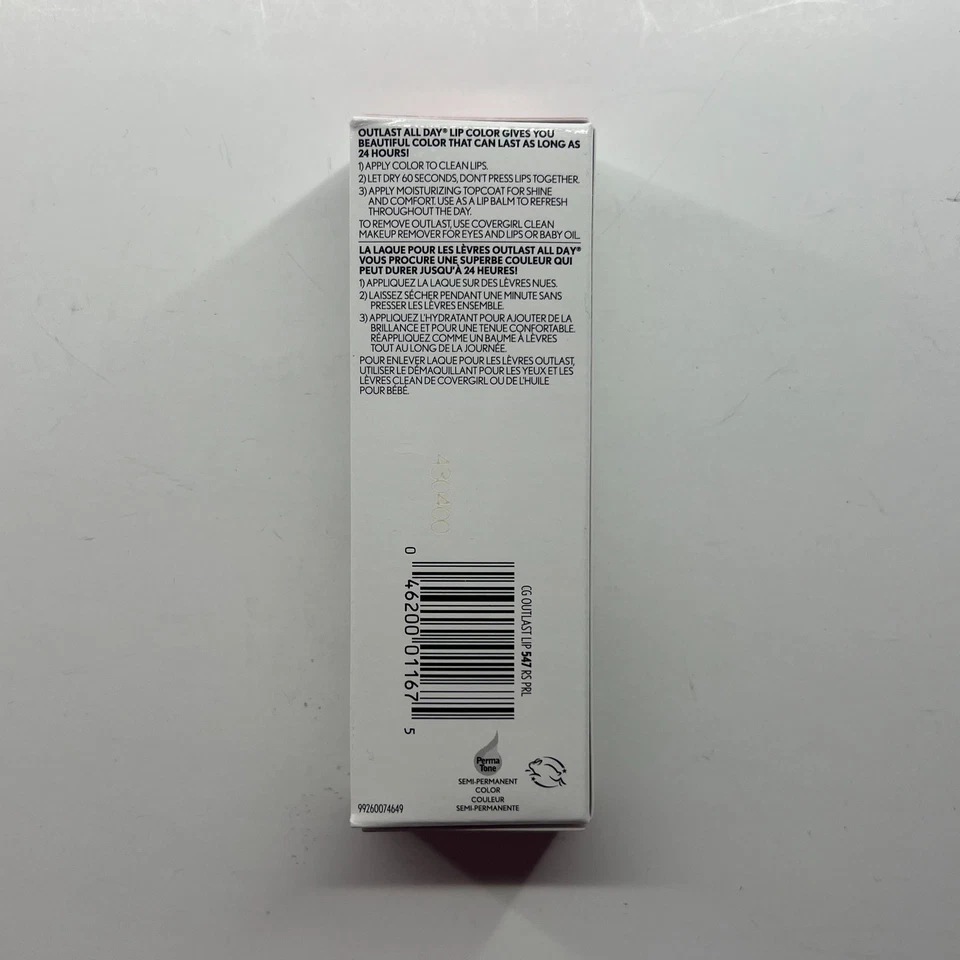 OUTLAST ALL DAY® LIP COLOR GIVES YOU
BEAUTIFUL COLOR THAT CAN LAST AS LONG AS
24 HOURS!
1) APPLY COLOR TO CLEAN LIPS.
2) LET DRY 60 SECONDS, DON'T PRESS LIPS TOGETHER.
3) APPLY MOISTURIZING TOPCOAT FOR SHINE
AND COMFORT. USE AS A LIP BALM TO REFRESH
THROUGHOUT THE DAY.
TO REMOVE OUTLAST, USE COVERGIRL CLEAN
MAKEUP REMOVER FOR EYES AND LIPS OR BABY OIL.
LA LAQUE POUR LES LÈVRES OUTLAST ALL DAY®
VOUS PROCURE UNE SUPERBE COULEUR QUI
PEUT DURER JUSQU'À 24 HEURES!
1) APPLIQUEZ LA LAQUE SUR DES LÈVRES NUES.
2) LAISSEZ SÉCHER PENDANT UNE MINUTE SANS
PRESSER LES LÈVRES ENSEMBLE.
3) APPLIQUEZ L'HYDRATANT POUR AJOUTER DE LA
BRILLANCE ET POUR UNE TENUE CONFORTABLE.
RÉAPPLIQUEZ COMME UN BAUME À LÈVRES
TOUT AU LONG DE LA JOURNÉE.
POUR ENLEVER LAQUE POUR LES LÈVRES OUTLAST,
UTILISER LE DÉMAQUILLANT POUR LES YEUX ET LES
LÈVRES CLEAN DE COVERGIRL OU DE L'HUILE
POUR BÉBÉ.
CG OUTLAST LIP 547 RS PRL
0 46200 01167 5
Perma
Tone
SEMI-PERMANENT
COLOR
COULEUR
SEMI-PERMANENTE
99260074649